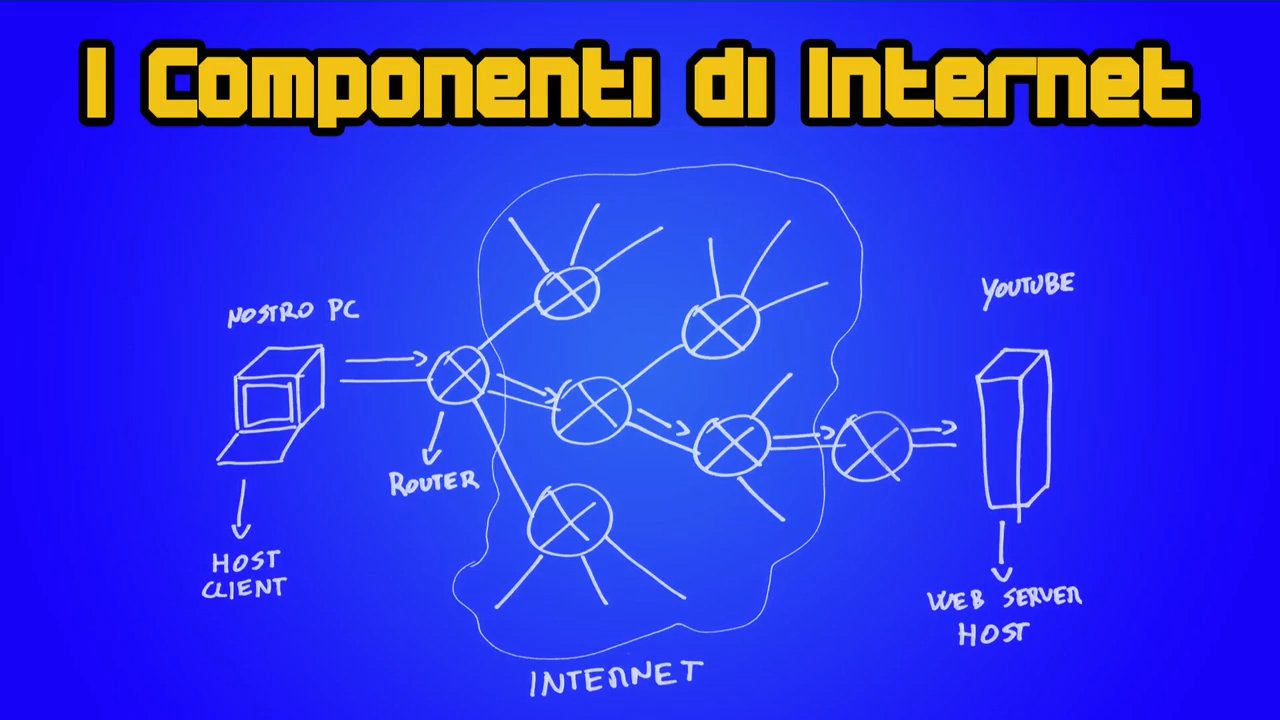 I Componenti di Internet
NOSTRO PC
YOUTUBE
ROUTER
HOST
CLIENT
WEB SERVER
HOST
INTERNET